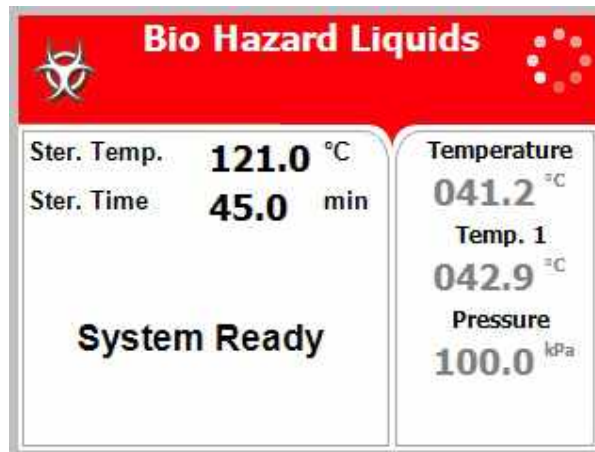 Bio Hazard Liquids
Ster. Temp. 121.0 °C
Ster. Time 45.0 min
System Ready
Temperature
041.2 °C
Temp. 1
042.9 °C
Pressure
100.0 kPa